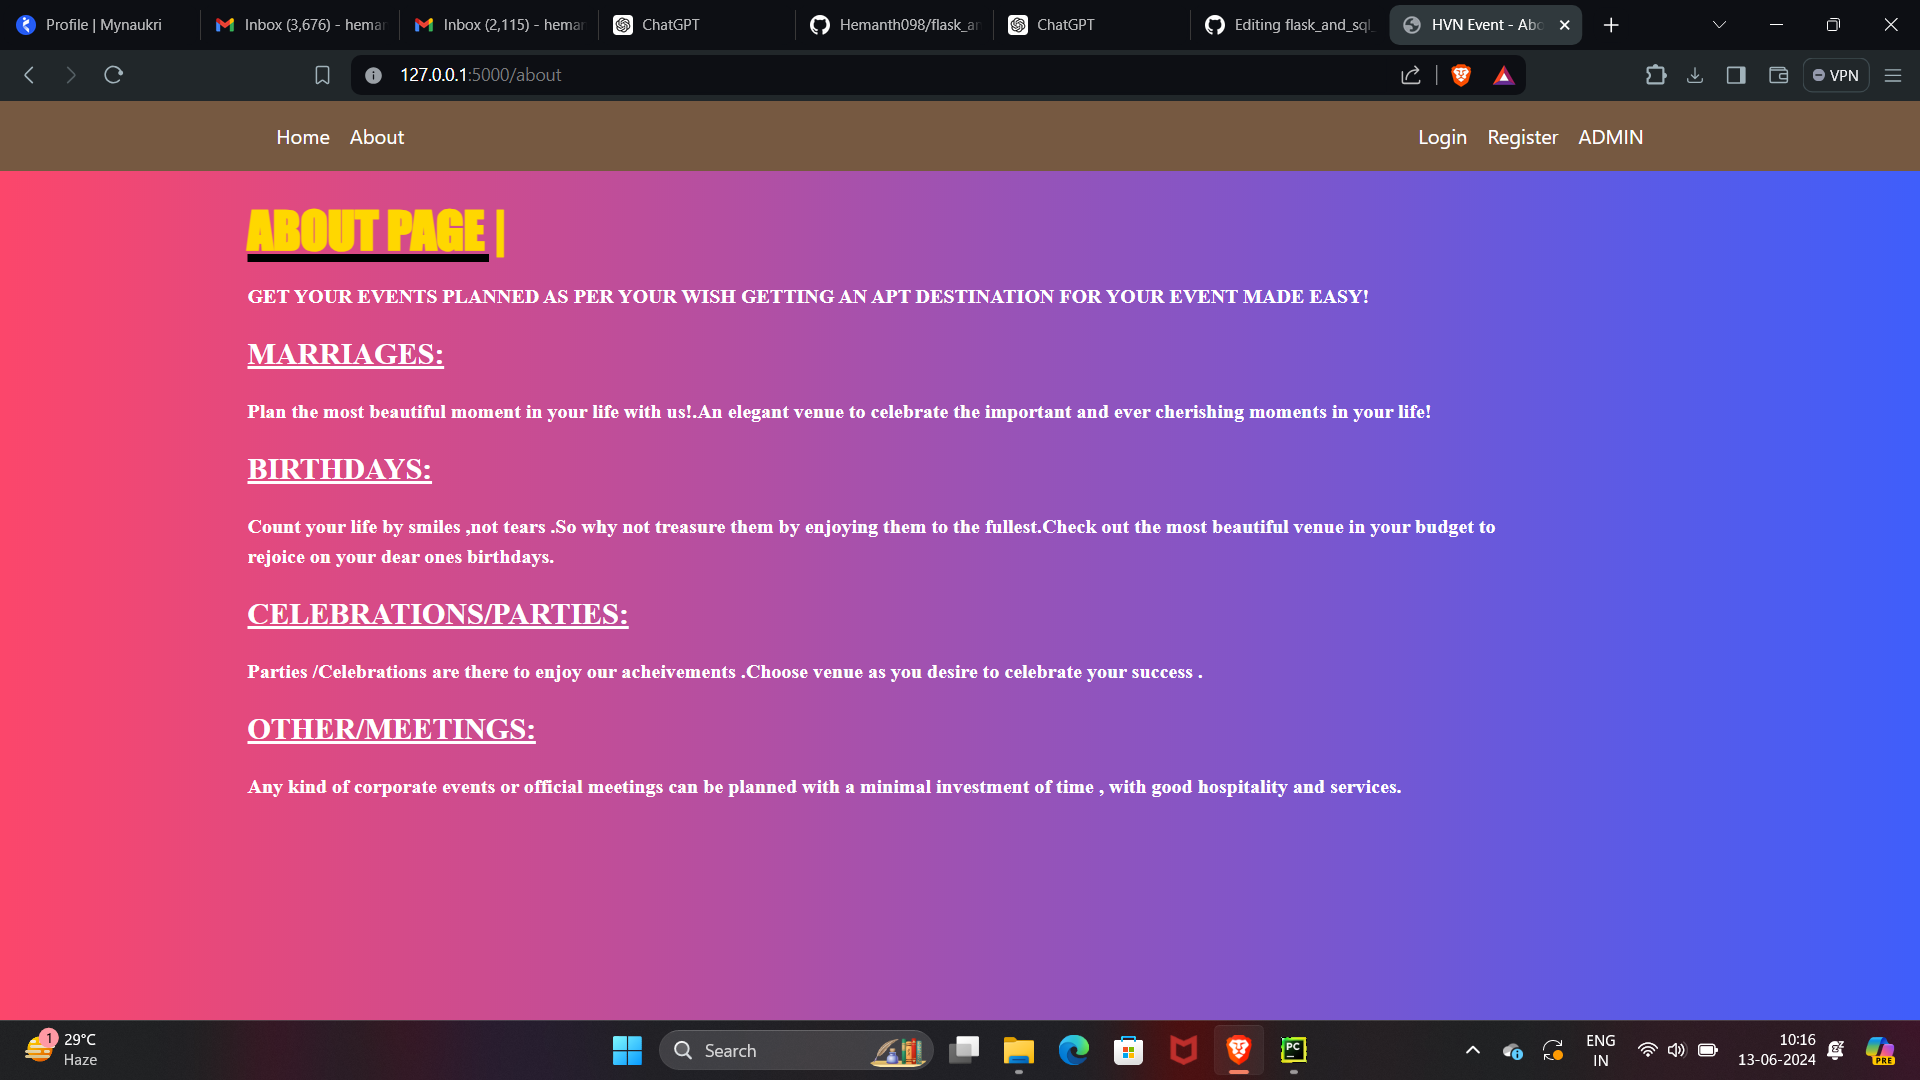 Profile | Mynaukri
Inbox (3,676) - hemar
Inbox (2,115) - hemar
ChatGPT
Hemanth098/flask_an
ChatGPT
Editing flask_and_sql_
HVN Event - Abo
127.0.0.1:5000/about
VPN
Home About
Login Register ADMIN
ABOUT PAGE |
GET YOUR EVENTS PLANNED AS PER YOUR WISH GETTING AN APT DESTINATION FOR YOUR EVENT MADE EASY!
MARRIAGES:
Plan the most beautiful moment in your life with us!.An elegant venue to celebrate the important and ever cherishing moments in your life!
BIRTHDAYS:
Count your life by smiles ,not tears .So why not treasure them by enjoying them to the fullest.Check out the most beautiful venue in your budget to
rejoice on your dear ones birthdays.
CELEBRATIONS/PARTIES:
Parties /Celebrations are there to enjoy our acheivements .Choose venue as you desire to celebrate your success .
OTHER/MEETINGS:
Any kind of corporate events or official meetings can be planned with a minimal investment of time , with good hospitality and services.
1
29°C
Haze
Search
PC
ENG
IN
10:16
13-06-2024
PRE